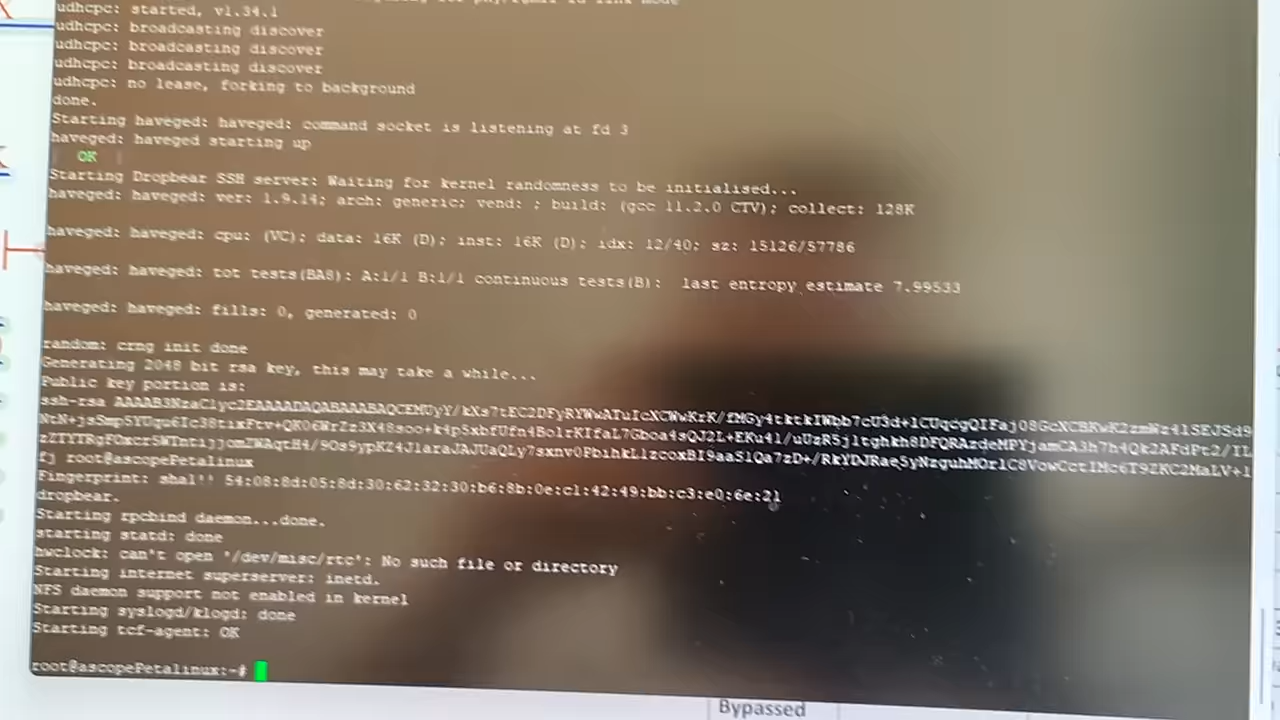 udhcpc: started, v1.34.1
udhcpc: broadcasting discover
udhcpc: broadcasting discover
udhcpc: broadcasting discover
udhcpc: no lease, forking to background
done.
Starting haveged: haveged: command socket is listening at fd 3
haveged: haveged starting up
OK
Starting Dropbear SSH server: Waiting for kernel randomness to be initialised...
haveged: haveged: ver: 1.9.14; arch: generic; vend: ; build: (gcc 11.2.0 CTV); collect: 128K
haveged: haveged: cpu: (VC); data: 16K (D); inst: 16K (D); idx: 12/40; sz: 15126/57786
haveged: haveged: tot tests(BA8): A:1/1 B:1/1 continuous tests(B): last entropy estimate 7.99533
haveged: haveged: fills: 0, generated: 0
random: crng init done
Generating 2048 bit rsa key, this may take a while...
Public key portion is:
ssh-rsa
fj root@ascopePetalinux
Fingerprint: sha1!! 54:08:8d:05:8d:30:62:32:30:b6:8b:0e:c1:42:49:bb:c3:e0:6e:21
dropbear.
Starting rpcbind daemon...done.
starting statd: done
hwclock: can't open '/dev/misc/rtc': No such file or directory
Starting internet superserver: inetd.
NFS daemon support not enabled in kernel
Starting syslogd/klogd: done
Starting tcf-agent: OK
root@ascopePetalinux:~#
Bypassed